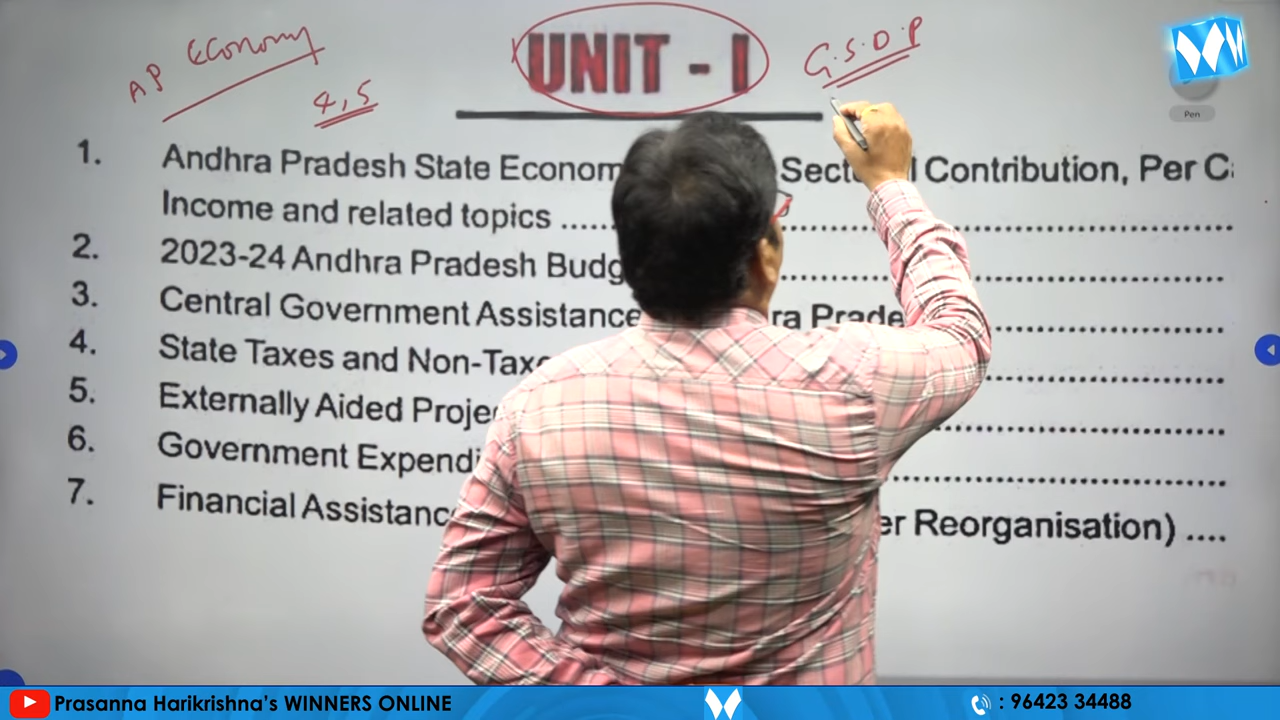 AP Economy
4, 5
UNIT - I
G.S.D.P
Pen
1. Andhra Pradesh State Econom Sect l Contribution, Per C
Income and related topics ..........
2. 2023-24 Andhra Pradesh Budg ..........
3. Central Government Assistance ra Prade ..........
4. State Taxes and Non-Tax ..........
5. Externally Aided Proje ..........
6. Government Expendi ..........
7. Financial Assistanc er Reorganisation) ....
Prasanna Harikrishna's WINNERS ONLINE
: 96423 34488